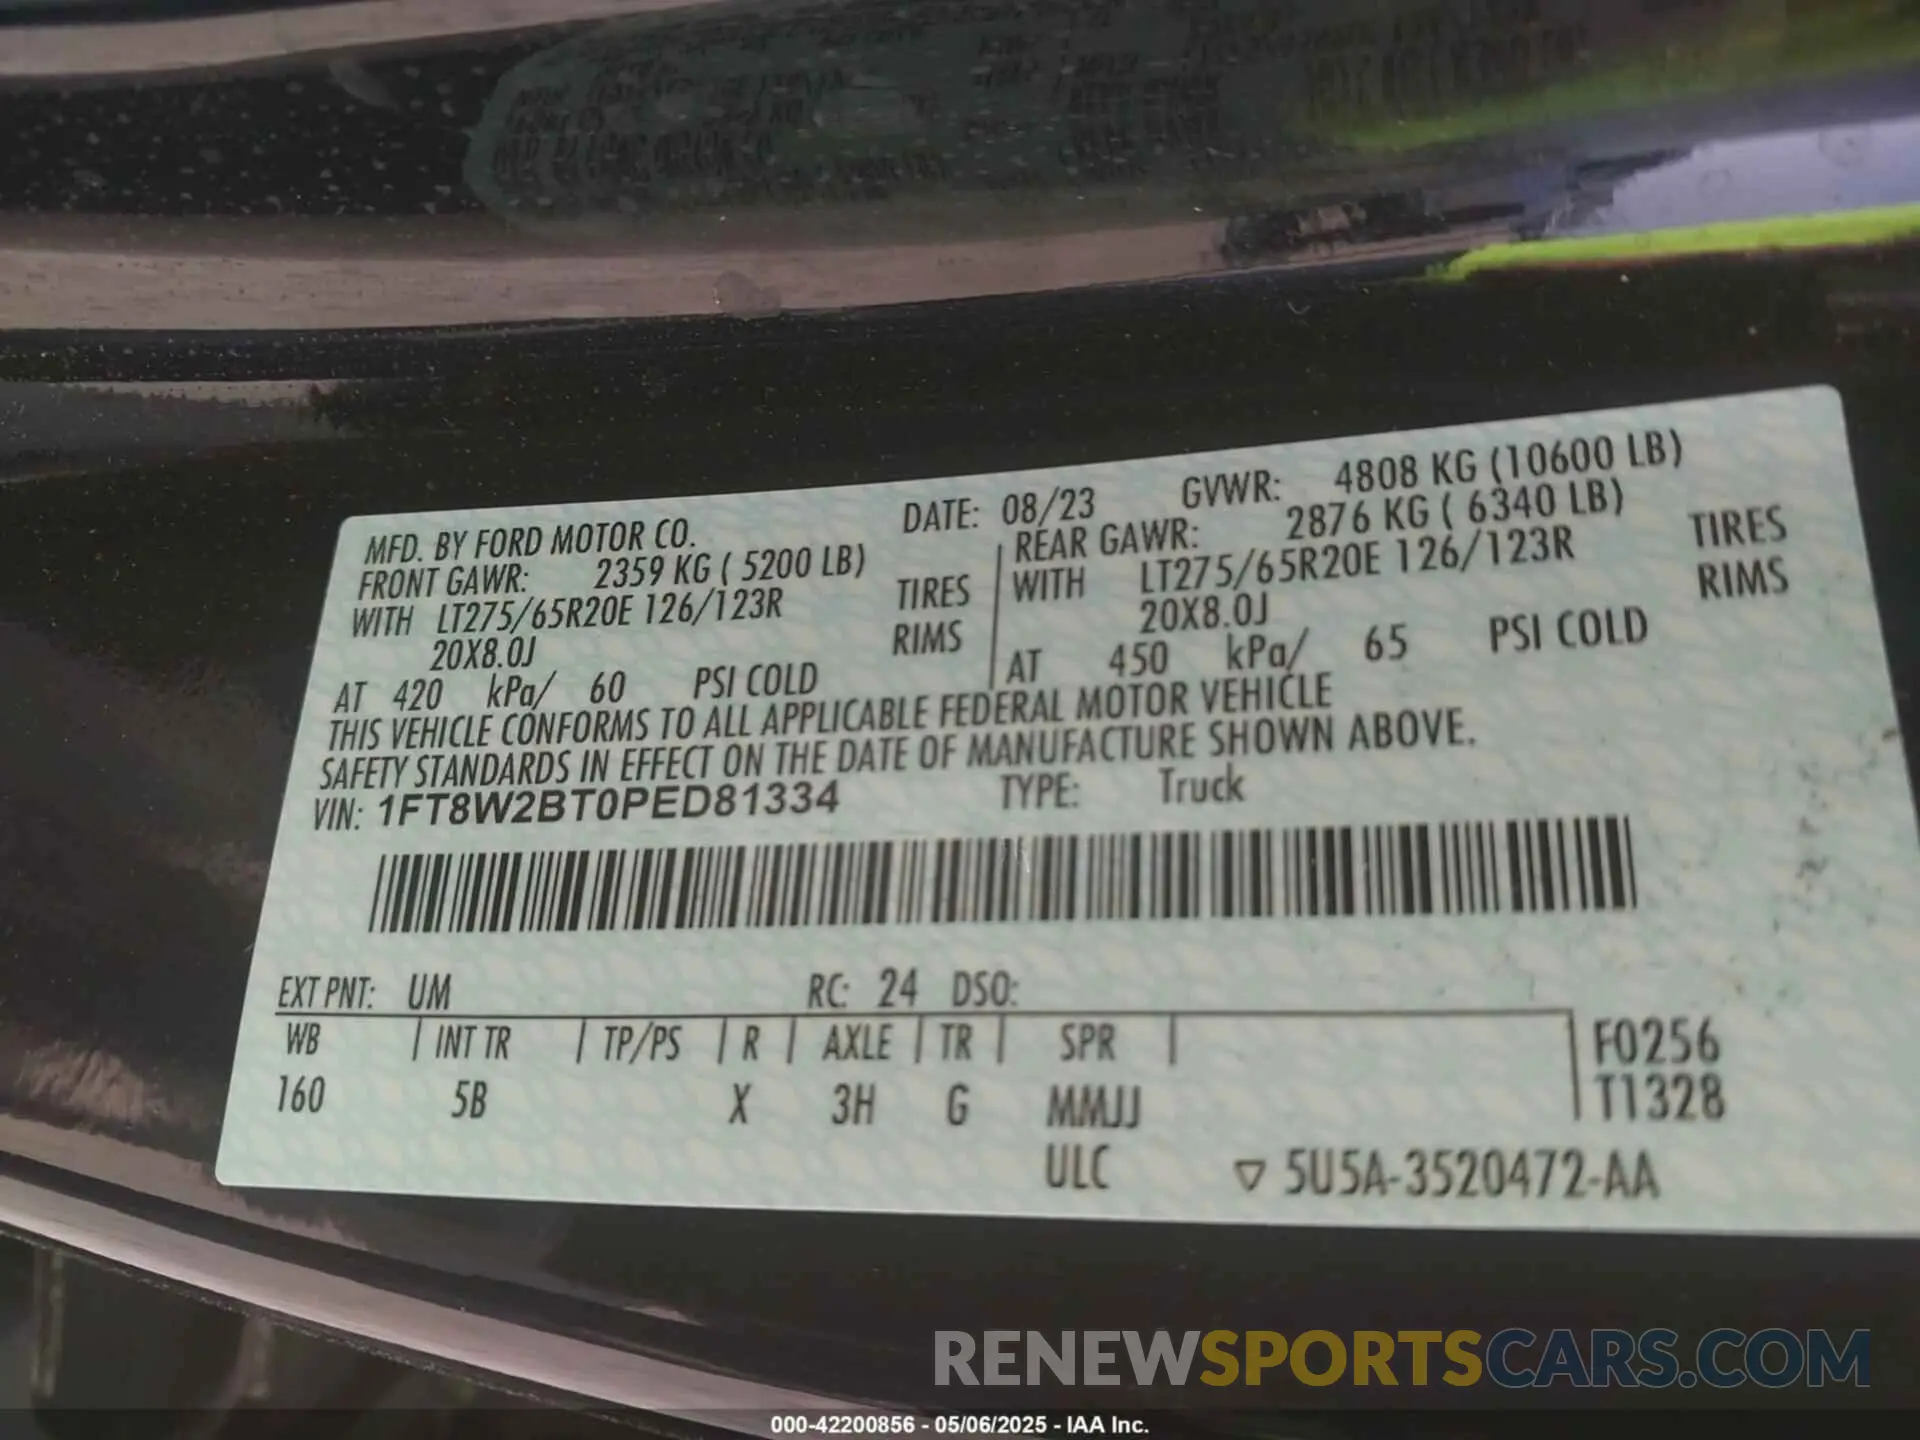 MFD. BY FORD MOTOR CO. DATE: 08/23 GVWR: 4808 KG (10600 LB)
FRONT GAWR: 2359 KG ( 5200 LB) REAR GAWR: 2876 KG ( 6340 LB)
WITH LT275/65R20E 126/123R TIRES WITH LT275/65R20E 126/123R TIRES
20X8.0J RIMS 20X8.0J RIMS
AT 420 kPa/ 60 PSI COLD AT 450 kPa/ 65 PSI COLD
THIS VEHICLE CONFORMS TO ALL APPLICABLE FEDERAL MOTOR VEHICLE
SAFETY STANDARDS IN EFFECT ON THE DATE OF MANUFACTURE SHOWN ABOVE.
VIN: 1FT8W2BT0PED81334 TYPE: Truck
EXT PNT: UM RC: 24 DSO:
WB INT TR TP/PS R AXLE TR SPR F0256
160 5B X 3H G MMJJ T1328
ULC ▽ 5U5A-3520472-AA
RENEWSPORTSCARS.COM
000-42200856 - 05/06/2025 - IAA Inc.